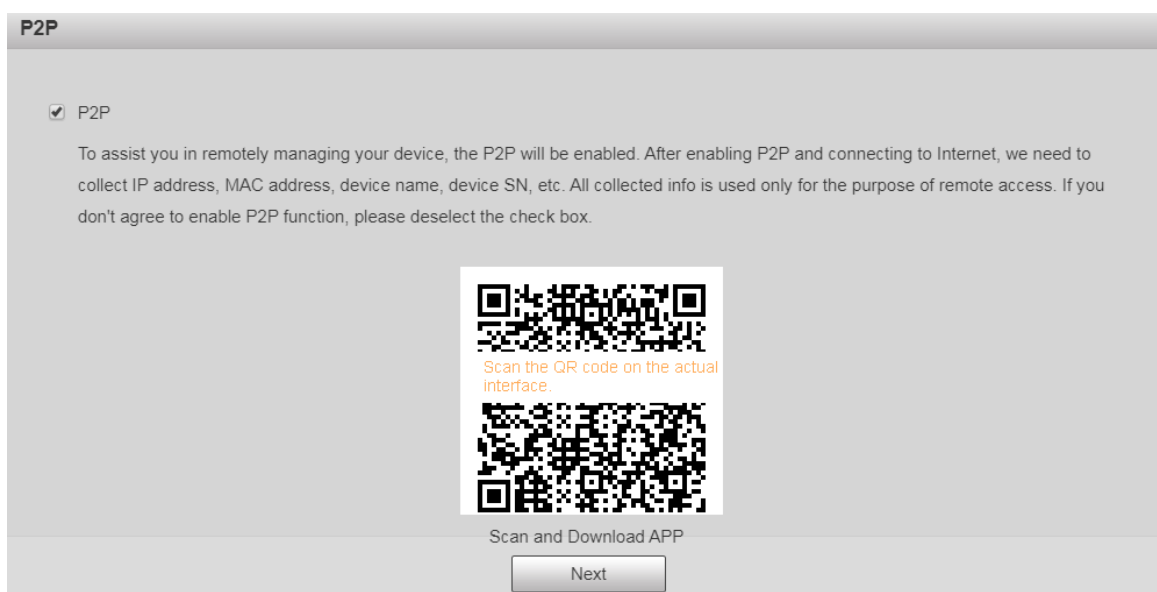 P2P
P2P
To assist you in remotely managing your device, the P2P will be enabled. After enabling P2P and connecting to Internet, we need to
collect IP address, MAC address, device name, device SN, etc. All collected info is used only for the purpose of remote access. If you
don't agree to enable P2P function, please deselect the check box.
Scan the QR code on the actual
interface.
Scan and Download APP
Next